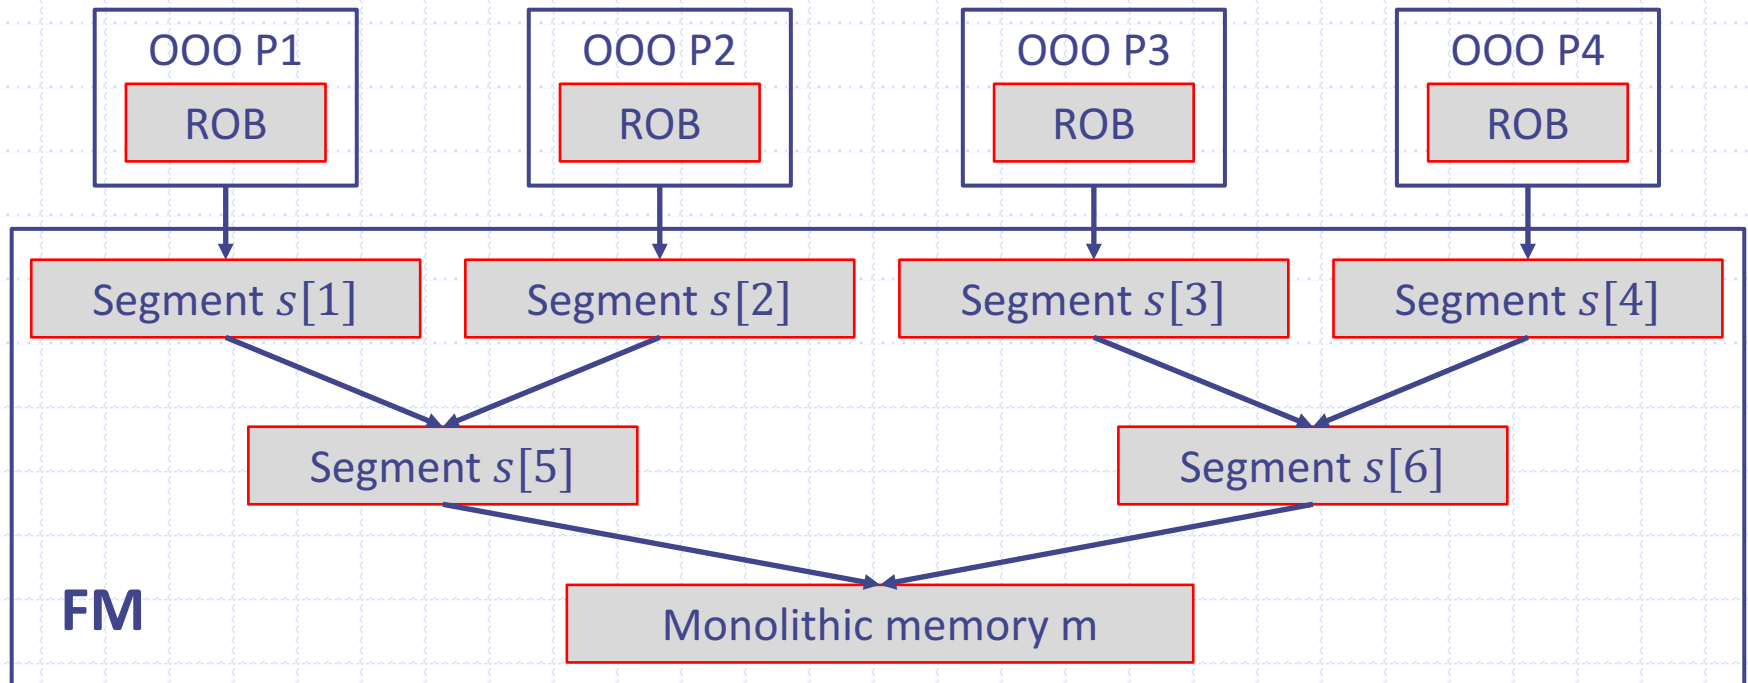 OOO P1
OOO P2
OOO P3
OOO P4
ROB
ROB
ROB
ROB
Segment s[1]
Segment s[2]
Segment s[3]
Segment s[4]
Segment s[5]
Segment s[6]
FM
Monolithic memory m